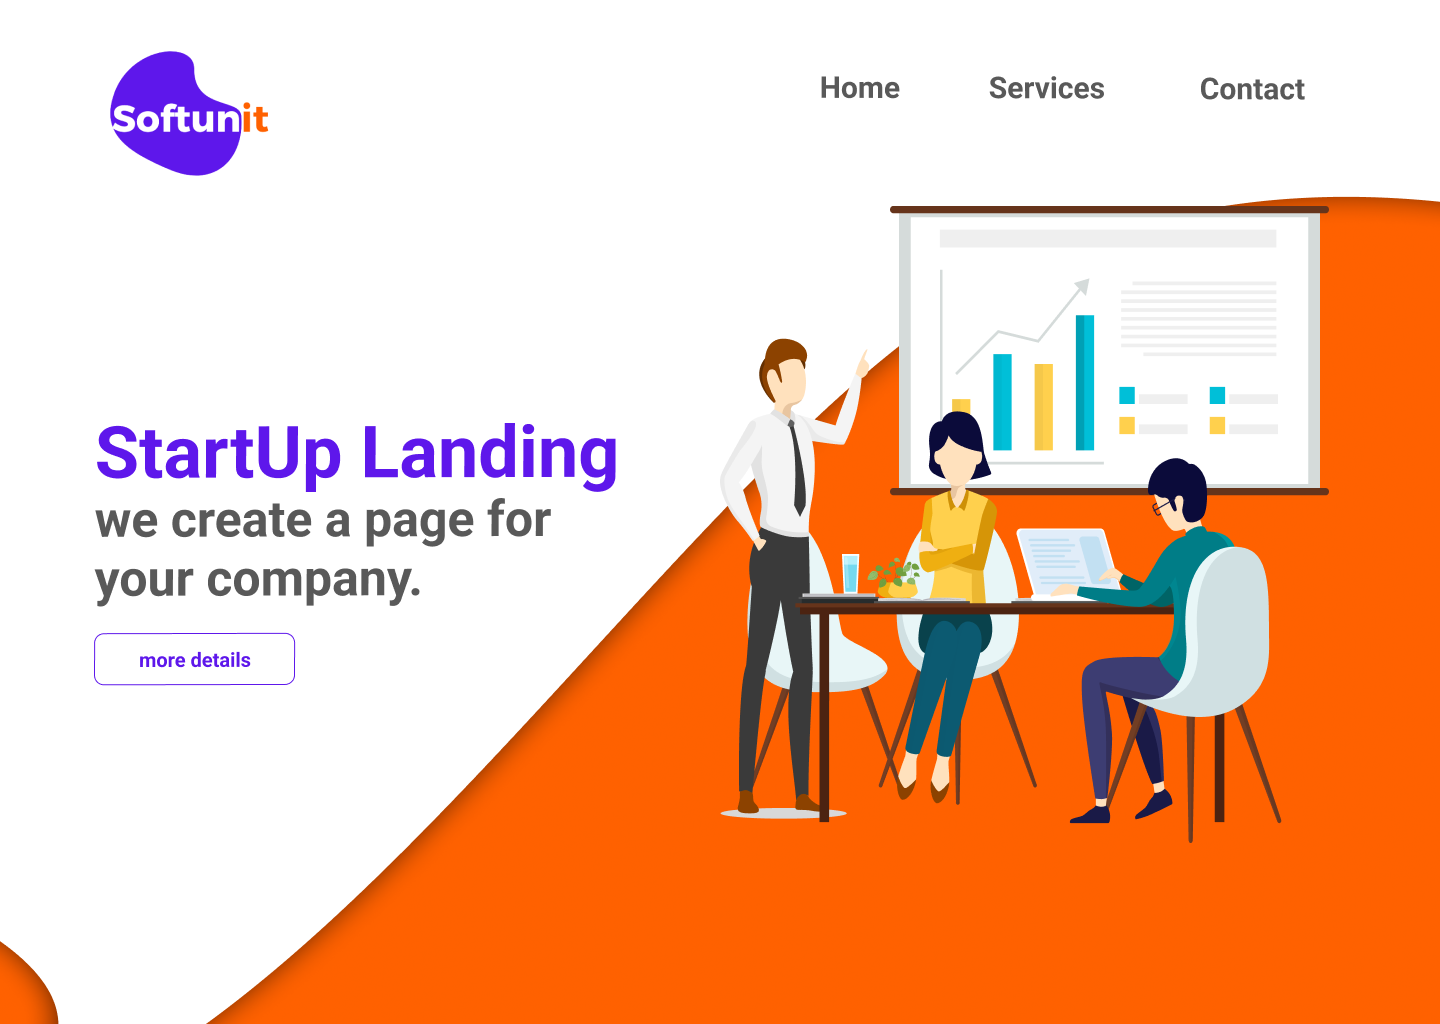 Softunit
Home Services Contact
StartUp Landing
we create a page for
your company.
more details